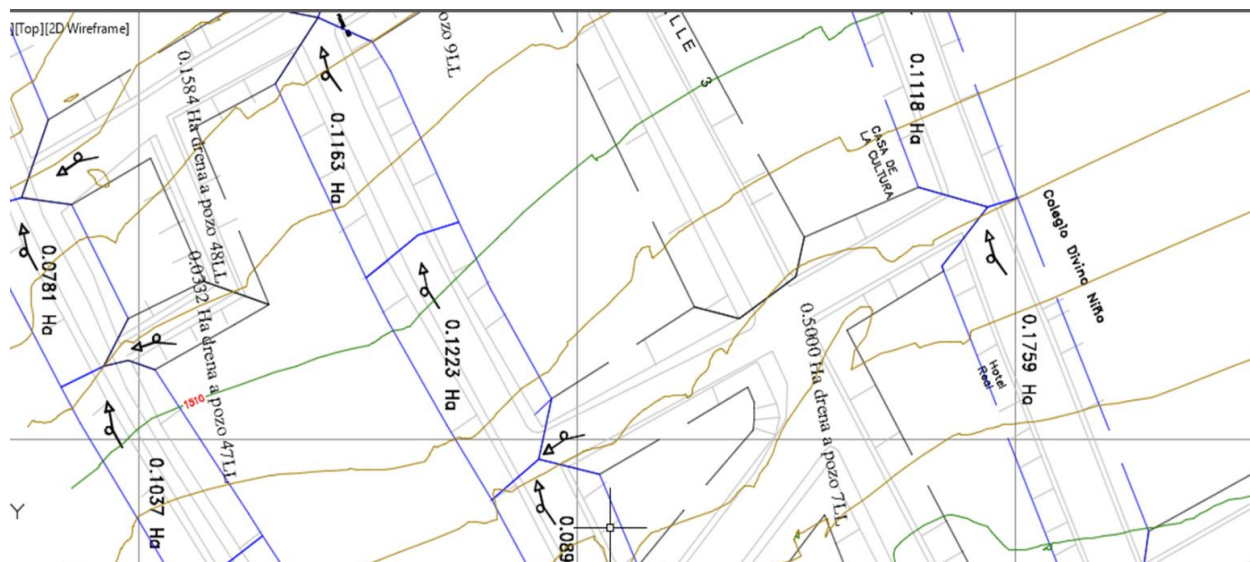 ][Top][2D Wireframe]
0.1584 Ha drena a pozo 48LL
0.1163 Ha
ozo 9LL
LLE
3
CASA DE
LA CULTURA
0.1118 Ha
Colegio Divino Niño
0.0781 Ha
0.0332 Ha drena a pozo 47LL
1510
0.1223 Ha
0.5000 Ha drena a pozo 7LL
Hotel
Real
0.1759 Ha
0.1037 Ha
0.089
Y